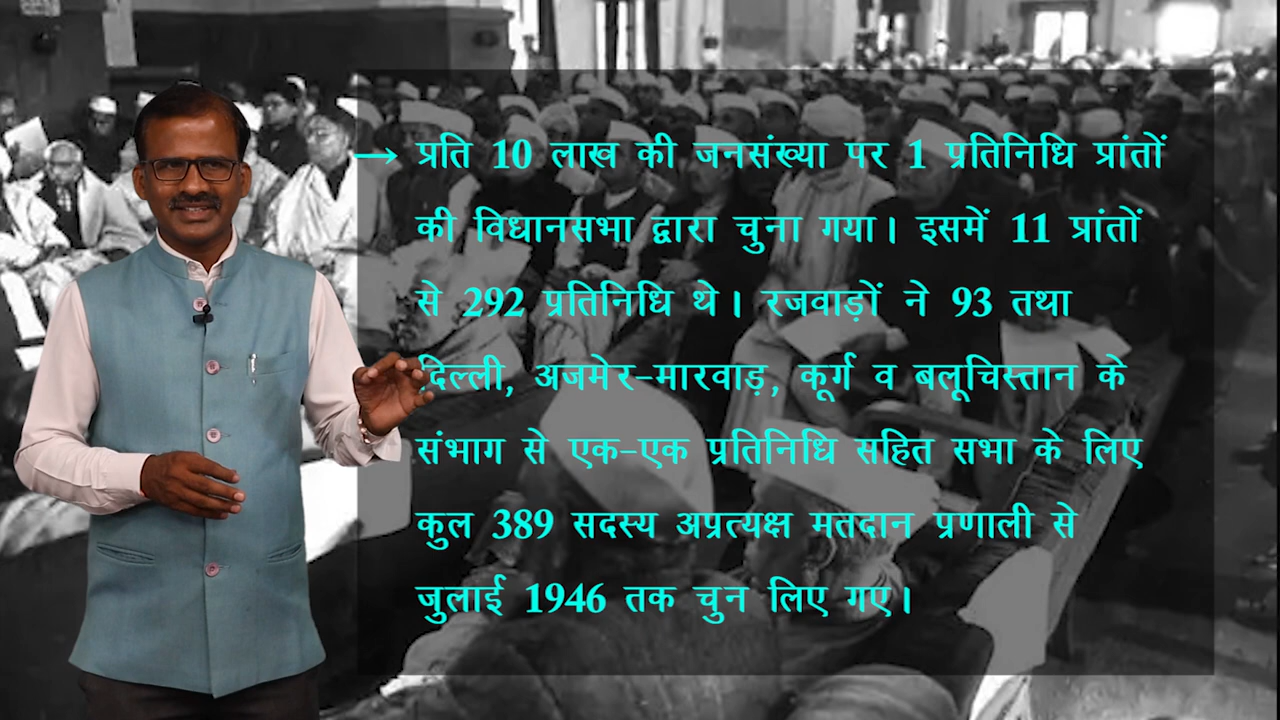 → प्रति 10 लाख की जनसंख्या पर 1 प्रतिनिधि प्रांतों
की विधानसभा द्वारा चुना गया। इसमें 11 प्रांतों
से 292 प्रतिनिधि थे। रजवाड़ों ने 93 तथा
दिल्ली, अजमेर-मारवाड़, कूर्ग व बलूचिस्तान के
संभाग से एक-एक प्रतिनिधि सहित सभा के लिए
कुल 389 सदस्य अप्रत्यक्ष मतदान प्रणाली से
जुलाई 1946 तक चुन लिए गए।